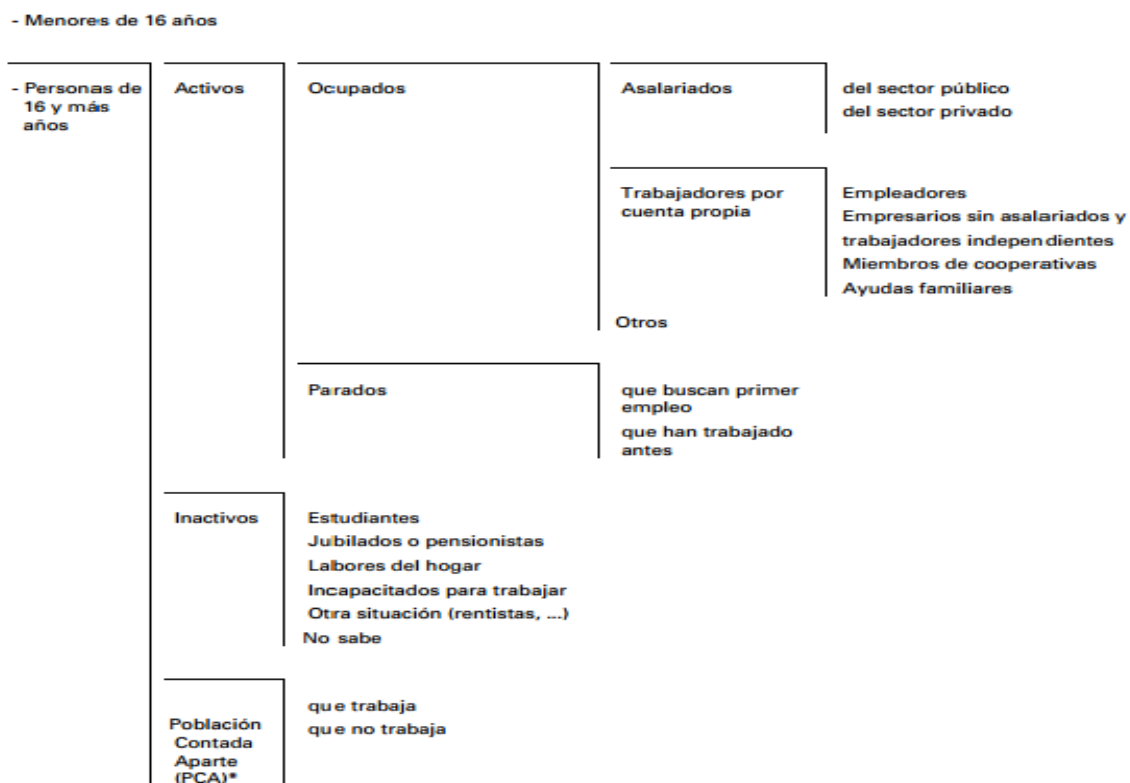 - Menores de 16 años
- Personas de
16 y más
años
Activos
Ocupados
Asalariados
del sector público
del sector privado
Trabajadores por
cuenta propia
Empleadores
Empresarios sin asalariados y
trabajadores independientes
Miembros de cooperativas
Ayudas familiares
Otros
Parados
que buscan primer
empleo
que han trabajado
antes
Inactivos
Estudiantes
Jubilados o pensionistas
Labores del hogar
Incapacitados para trabajar
Otra situación (rentistas, ...)
No sabe
Población
Contada
Aparte
(PCA)*
que trabaja
que no trabaja